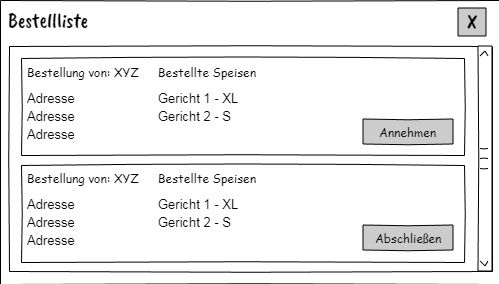 Bestellliste
X
Bestellung von: XYZ Bestellte Speisen
Adresse Gericht 1 - XL
Adresse Gericht 2 - S
Adresse
Annehmen
Bestellung von: XYZ Bestellte Speisen
Adresse Gericht 1 - XL
Adresse Gericht 2 - S
Adresse
Abschließen